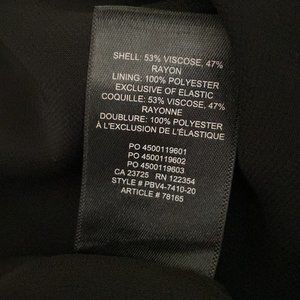 SHELL: 53% VISCOSE, 47%
RAYON
LINING: 100% POLYESTER
EXCLUSIVE OF ELASTIC
COQUILLE: 53% VISCOSE, 47%
RAYONNE
DOUBLURE: 100% POLYESTER
À L'EXCLUSION DE L'ÉLASTIQUE
PO 4500119601
PO 4500119602
PO 4500119603
CA 23725 RN 122354
STYLE # PBV4-7410-20
ARTICLE # 78165